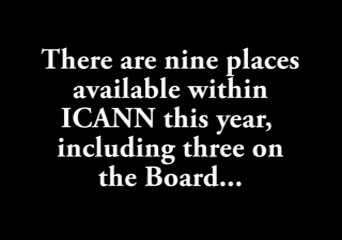 There are nine places
available within
ICANN this year,
including three on
the Board...